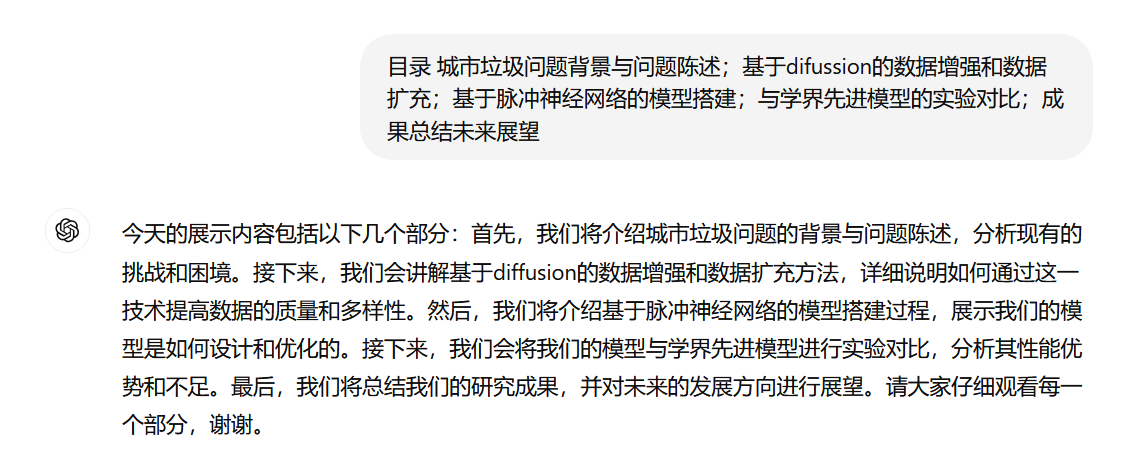 目录 城市垃圾问题背景与问题陈述；基于difussion的数据增强和数据
扩充；基于脉冲神经网络的模型搭建；与学界先进模型的实验对比；成
果总结未来展望
今天的展示内容包括以下几个部分：首先，我们将介绍城市垃圾问题的背景与问题陈述，分析现有的
挑战和困境。接下来，我们会讲解基于diffusion的数据增强和数据扩充方法，详细说明如何通过这一
技术提高数据的质量和多样性。然后，我们将介绍基于脉冲神经网络的模型搭建过程，展示我们的模
型是如何设计和优化的。接下来，我们会将我们的模型与学界先进模型进行实验对比，分析其性能优
势和不足。最后，我们将总结我们的研究成果，并对未来的发展方向进行展望。请大家仔细观看每一
个部分，谢谢。